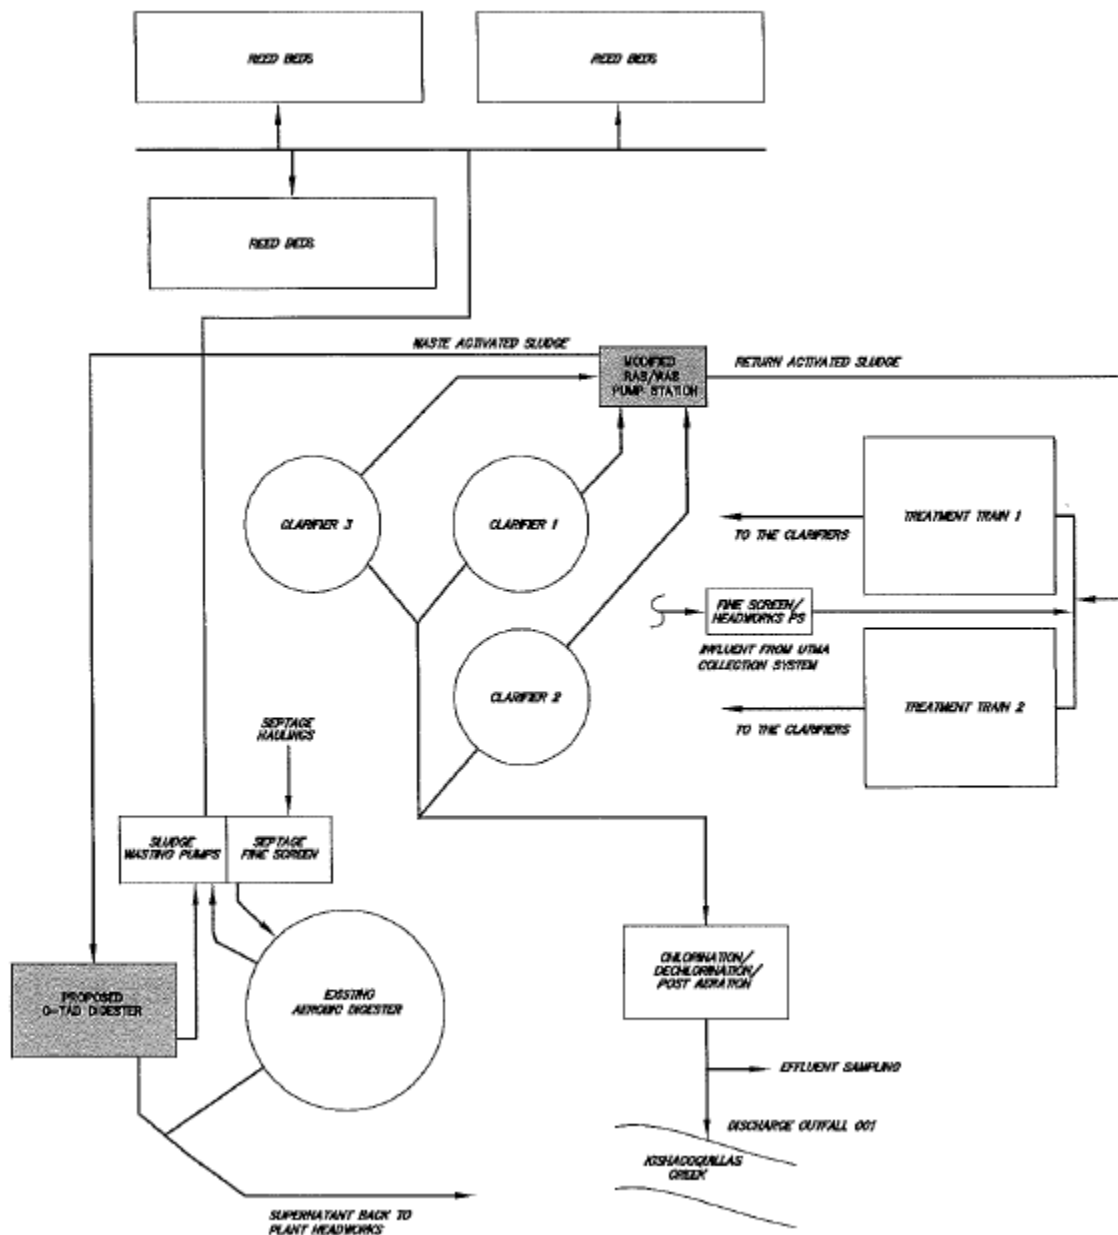 REED BEDS
REED BEDS
REED BEDS
WASTE ACTIVATED SLUDGE
MODIFIED
RAS/WAS
PUMP STATION
RETURN ACTIVATED SLUDGE
CLARIFIER 3
CLARIFIER 1
TREATMENT TRAIN 1
TO THE CLARIFIERS
FINE SCREEN/
HEADWORKS PS
INFLUENT FROM UTMA
COLLECTION SYSTEM
CLARIFIER 2
TREATMENT TRAIN 2
TO THE CLARIFIERS
SEPTAGE
HAULINGS
SLUDGE
WASTING PUMPS
SEPTAGE
FINE SCREEN
CHLORINATION/
DECHLORINATION/
POST AERATION
PROPOSED
G-TAD DIGESTER
EXISTING
AEROBIC DIGESTER
EFFLUENT SAMPLING
DISCHARGE OUTFALL 001
KISHACOQUILLAS
CREEK
SUPERNATANT BACK TO
PLANT HEADWORKS